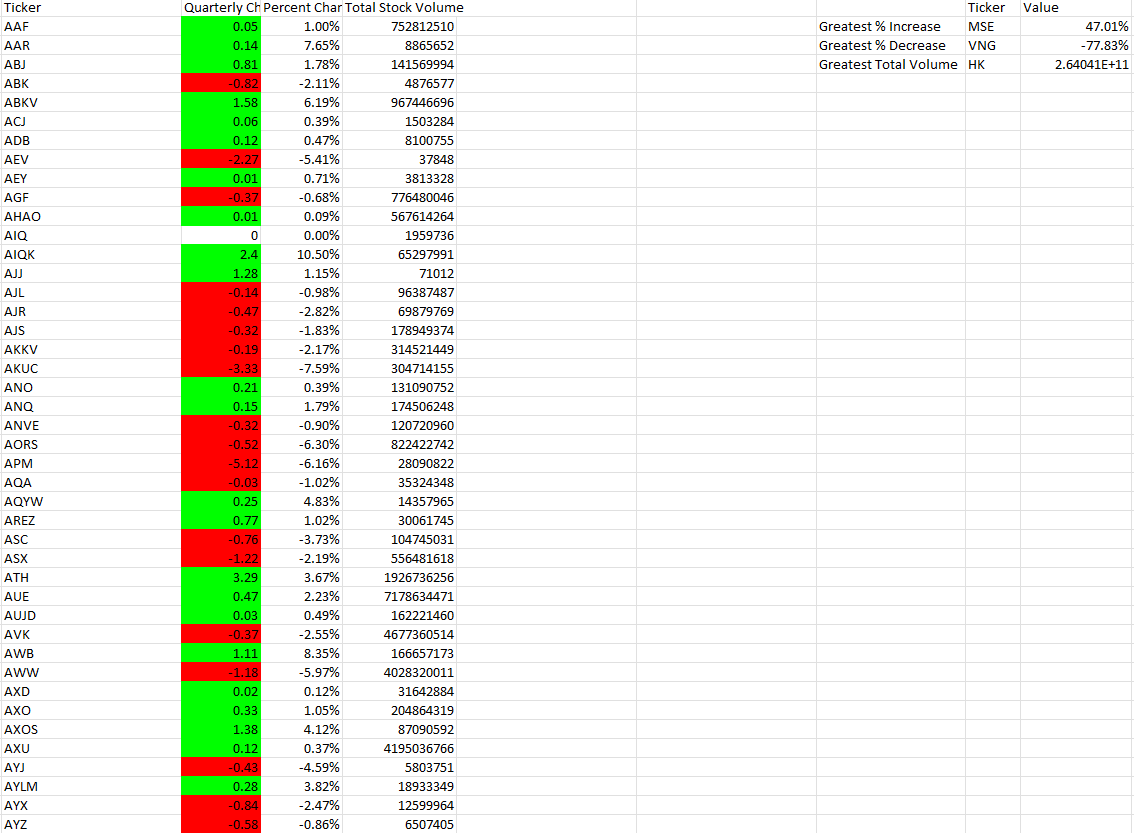 Ticker Quarterly Ch Percent Char Total Stock Volume Ticker Value
AAF 0.05 1.00% 752812510 Greatest % Increase MSE 47.01%
AAR 0.14 7.65% 8865652 Greatest % Decrease VNG -77.83%
ABJ 0.81 1.78% 141569994 Greatest Total Volume HK 2.64041E+11
ABK -0.82 -2.11% 4876577
ABKV 1.58 6.19% 967446696
ACJ 0.06 0.39% 1503284
ADB 0.12 0.47% 8100755
AEV -2.27 -5.41% 37848
AEY 0.01 0.71% 3813328
AGF -0.37 -0.68% 776480046
AHAO 0.01 0.09% 567614264
AIQ 0 0.00% 1959736
AIQK 2.4 10.50% 65297991
AJJ 1.28 1.15% 71012
AJL -0.14 -0.98% 96387487
AJR -0.47 -2.82% 69879769
AJS -0.32 -1.83% 178949374
AKKV -0.19 -2.17% 314521449
AKUC -3.33 -7.59% 304714155
ANO 0.21 0.39% 131090752
ANQ 0.15 1.79% 174506248
ANVE -0.32 -0.90% 120720960
AORS -0.52 -6.30% 822422742
APM -5.12 -6.16% 28090822
AQA -0.03 -1.02% 35324348
AQYW 0.25 4.83% 14357965
AREZ 0.77 1.02% 30061745
ASC -0.76 -3.73% 104745031
ASX -1.22 -2.19% 556481618
ATH 3.29 3.67% 1926736256
AUE 0.47 2.23% 7178634471
AUJD 0.03 0.49% 162221460
AVK -0.37 -2.55% 4677360514
AWB 1.11 8.35% 166657173
AWW -1.18 -5.97% 4028320011
AXD 0.02 0.12% 31642884
AXO 0.33 1.05% 204864319
AXOS 1.38 4.12% 87090592
AXU 0.12 0.37% 4195036766
AYJ -0.43 -4.59% 5803751
AYLM 0.28 3.82% 18933349
AYX -0.84 -2.47% 12599964
AYZ -0.58 -0.86% 6507405